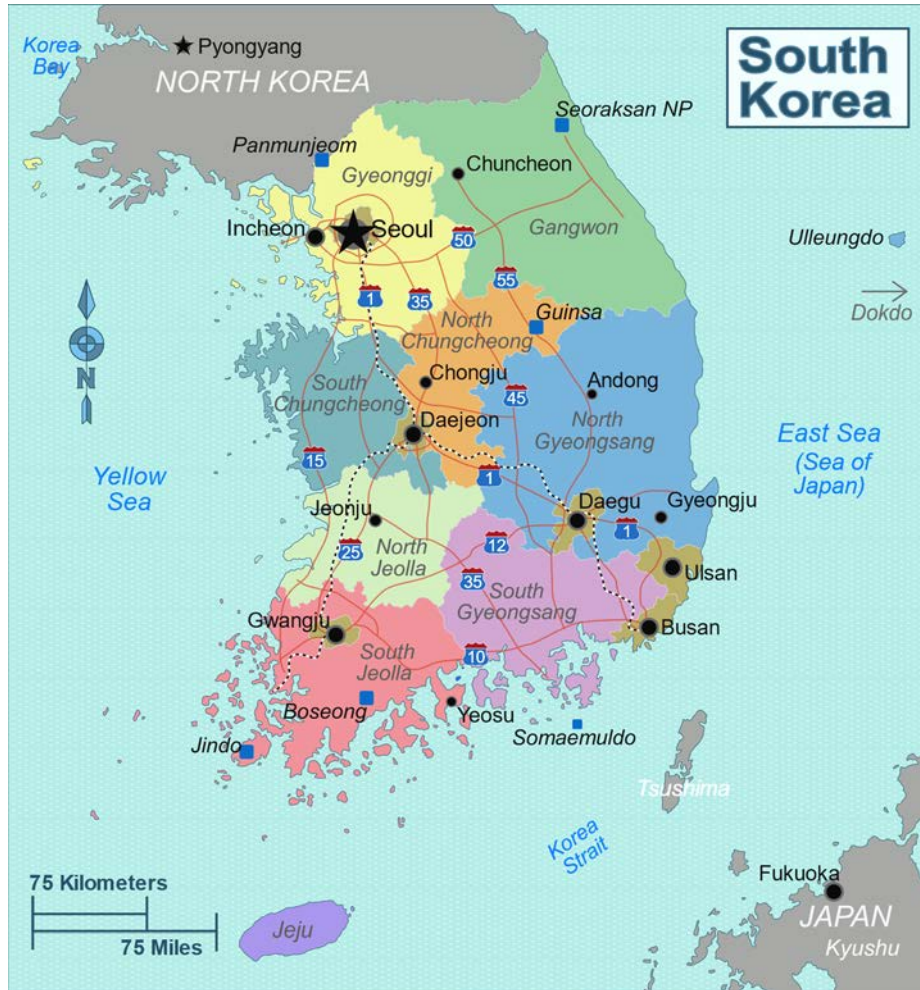 South
Korea
Korea
Bay
Pyongyang
NORTH KOREA
Seoraksan NP
Panmunjeom
Gyeonggi
Chuncheon
Incheon
Seoul
50
Gangwon
Ulleungdo
55
1
35
Dokdo
North
Chungcheong
Guinsa
N
South
Chungcheong
Chongju
45
Andong
Daejeon
North
Gyeongsang
East Sea
(Sea of
Japan)
15
Yellow
Sea
1
Daegu
Gyeongju
Jeonju
12
1
25
North
Jeolla
35
South
Gyeongsang
Ulsan
Gwangju
Busan
South
Jeolla
10
Boseong
Yeosu
Somaemuldo
Jindo
Tsushima
Korea
Strait
75 Kilometers
75 Miles
Fukuoka
JAPAN
Kyushu
Jeju